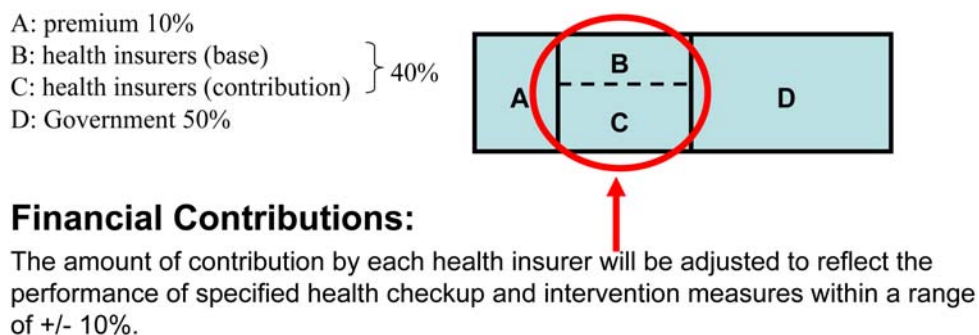 A: premium 10%
B: health insurers (base)
C: health insurers (contribution)
40%
D: Government 50%
A
B
C
D
Financial Contributions:
The amount of contribution by each health insurer will be adjusted to reflect the
performance of specified health checkup and intervention measures within a range
of +/- 10%.